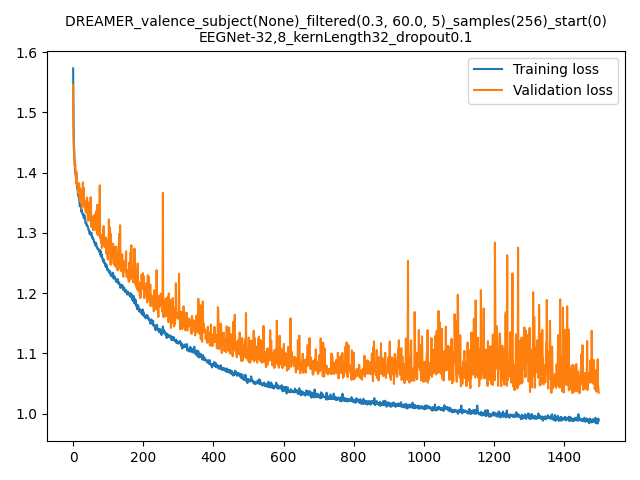 DREAMER_valence_subject(None)_filtered(0.3, 60.0, 5)_samples(256)_start(0)
EEGNet-32,8_kernLength32_dropout0.1
Training loss
Validation loss
1.6
1.5
1.4
1.3
1.2
1.1
1.0
0 200 400 600 800 1000 1200 1400